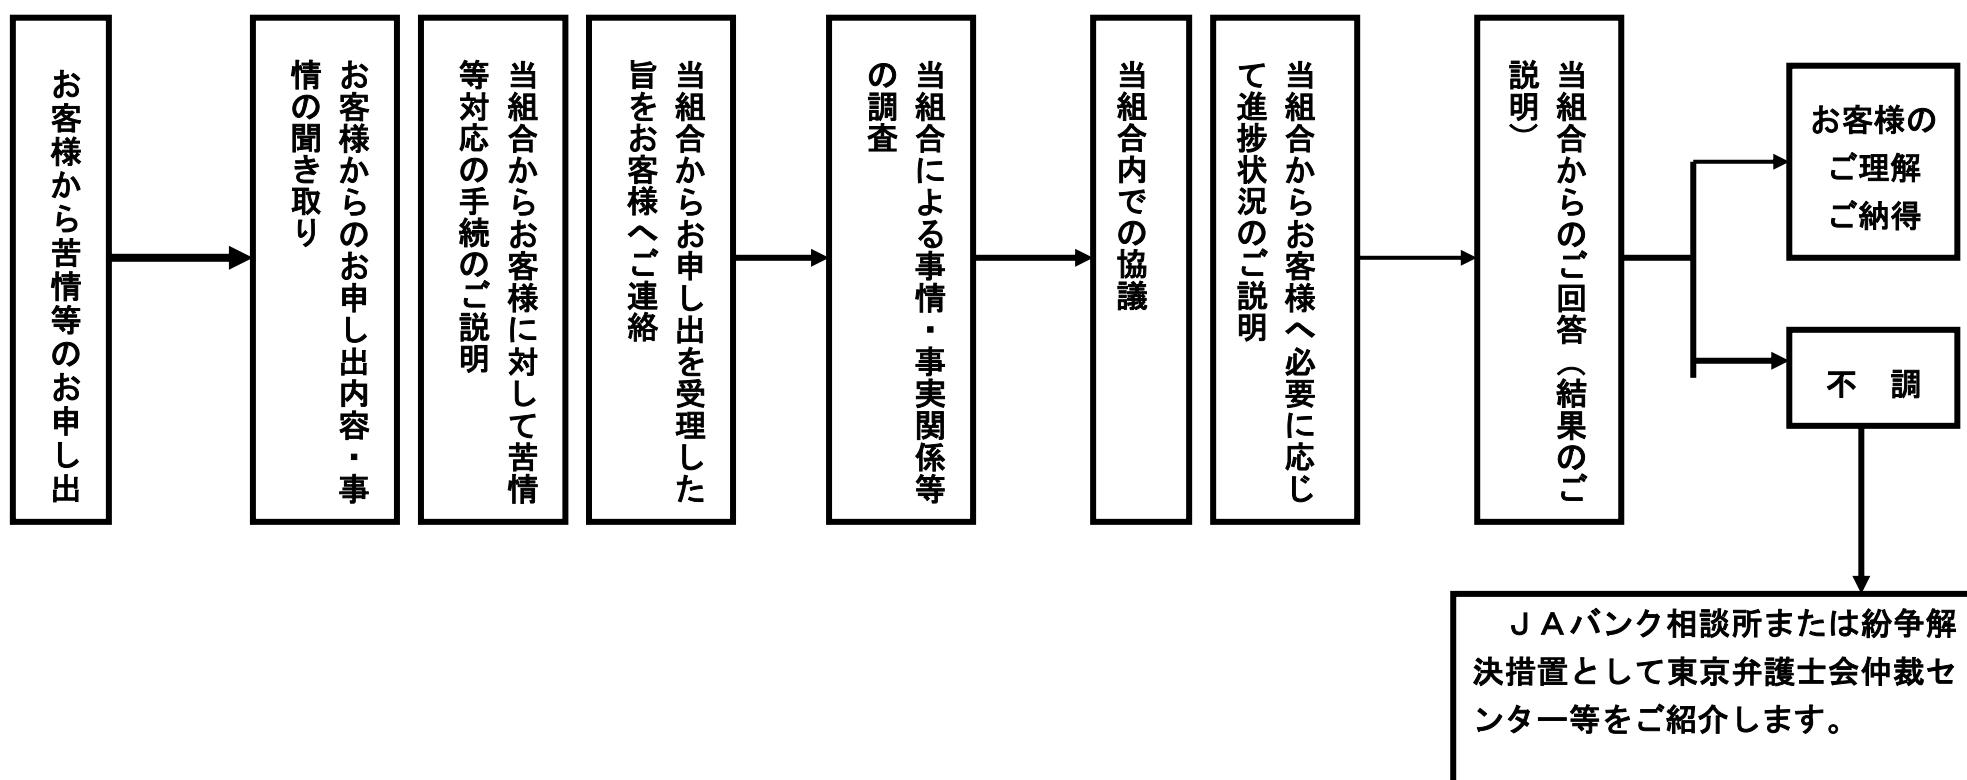 お客様から苦情等のお申し出
お客様からのお申し出内容・事
情の聞き取り
当組合からお客様に対して苦情
等対応の手続のご説明
当組合からお申し出を受理した
旨をお客様へご連絡
当組合による事情・事実関係等
の調査
当組合内での協議
当組合からお客様へ必要に応じ
て進捗状況のご説明
当組合からのご回答（結果のご
説明）
お客様の
ご理解
ご納得
不　調
ＪＡバンク相談所または紛争解
決措置として東京弁護士会仲裁セ
ンター等をご紹介します。